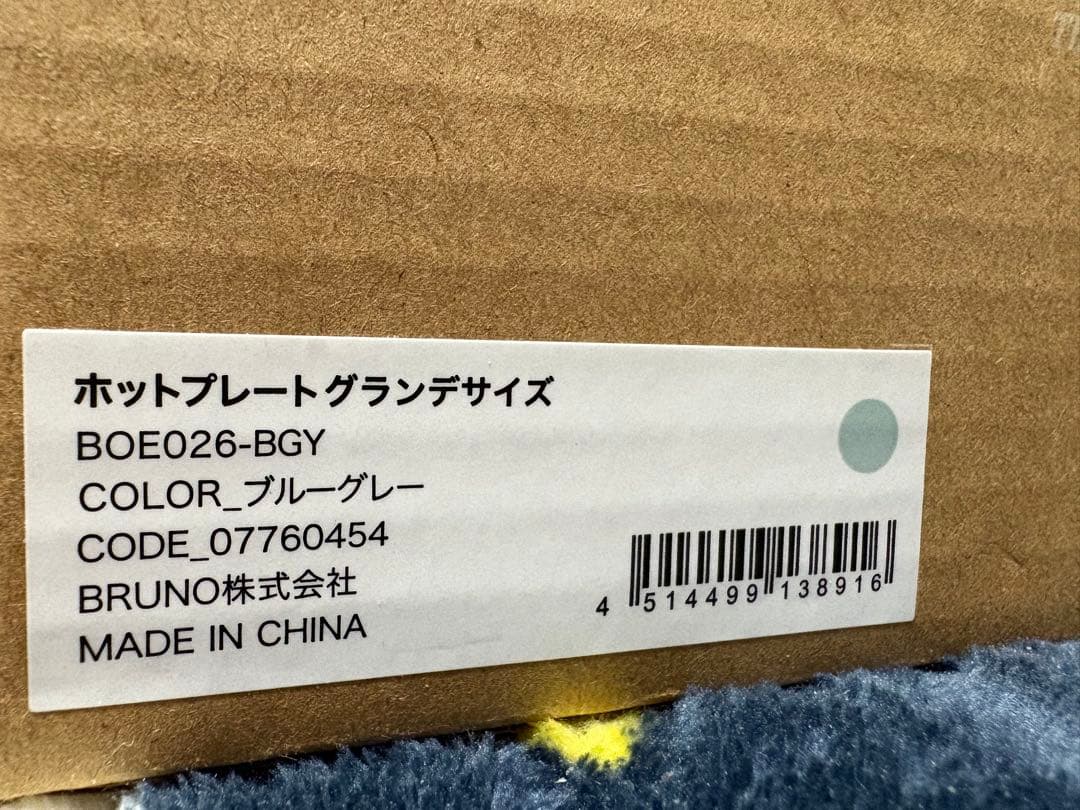 ホットプレートグランデサイズ
BOE026-BGY
COLOR_ブルーグレー
CODE_07760454
BRUNO株式会社
MADE IN CHINA
4 514499 138916